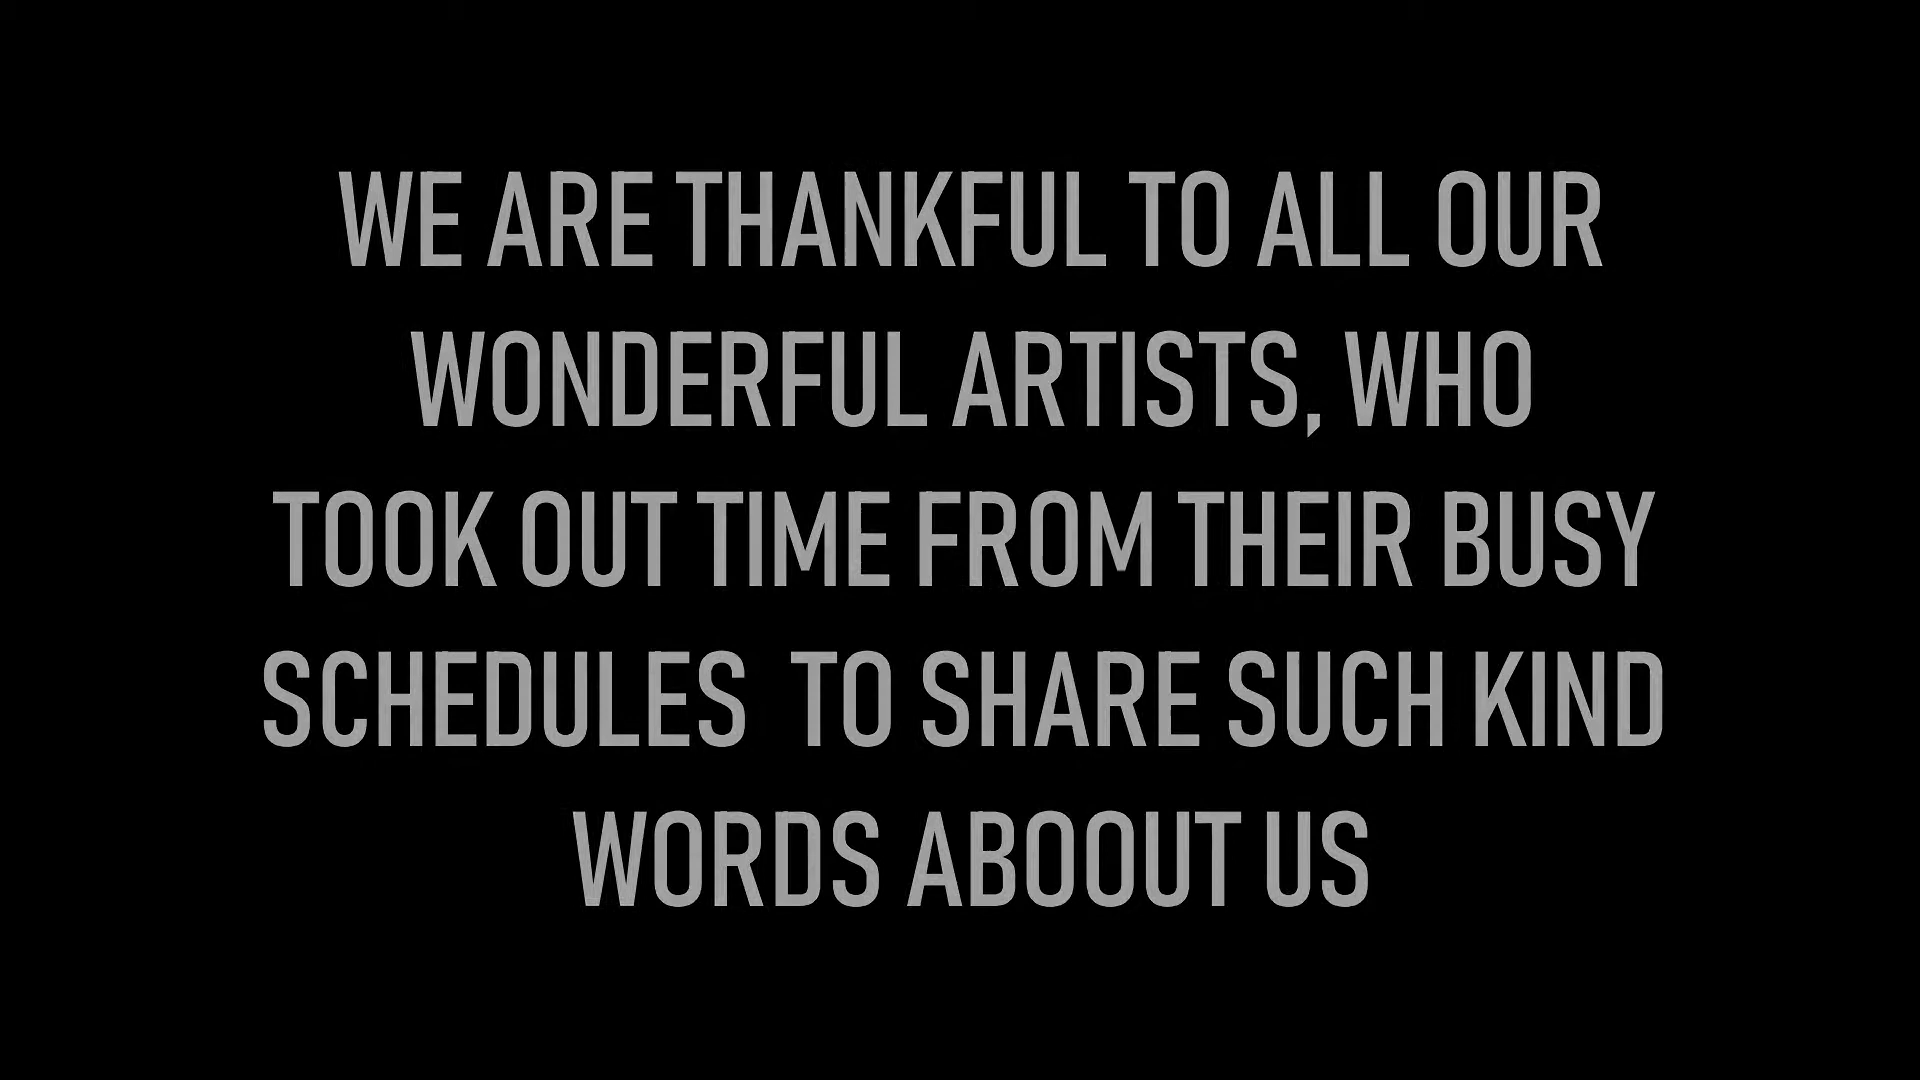 WE ARE THANKFUL TO ALL OUR
WONDERFUL ARTISTS, WHO
TOOK OUT TIME FROM THEIR BUSY
SCHEDULES  TO SHARE SUCH KIND
WORDS ABOOUT US